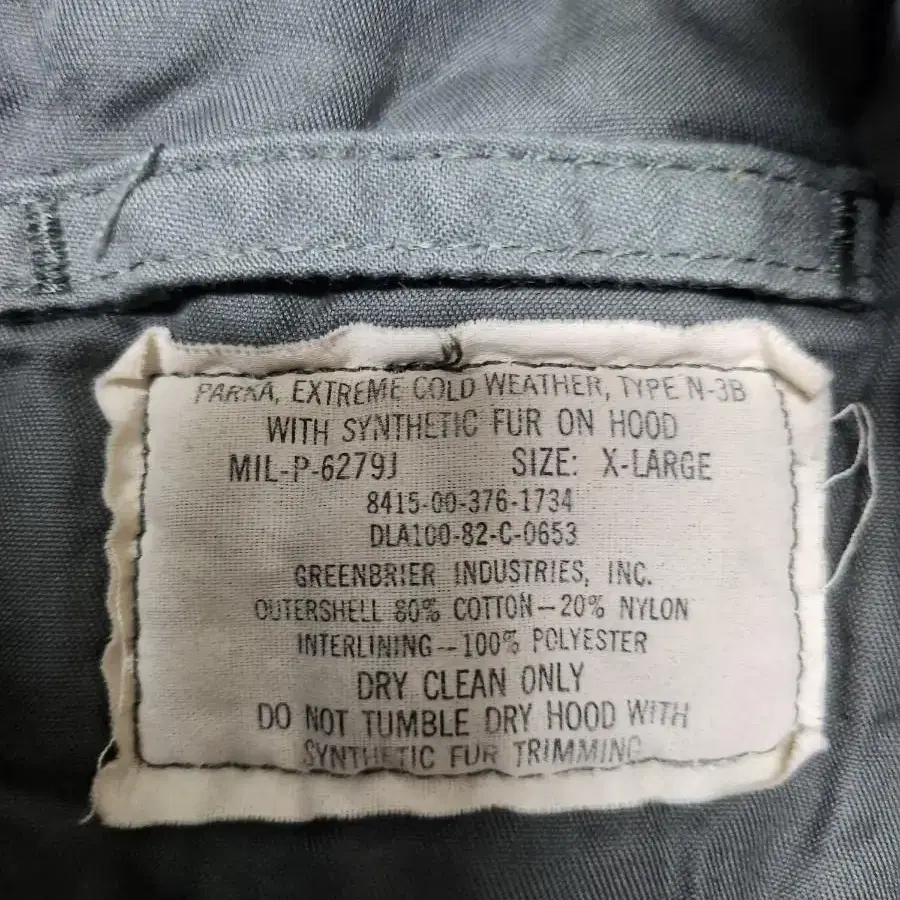 PARKA, EXTREME COLD WEATHER, TYPE N-3B
WITH SYNTHETIC FUR ON HOOD
MIL-P-6279J SIZE: X-LARGE
8415-00-376-1734
DLA100-82-C-0653
GREENBRIER INDUSTRIES, INC.
OUTERSHELL 80% COTTON-20% NYLON
INTERLINING--100% POLYESTER
DRY CLEAN ONLY
DO NOT TUMBLE DRY HOOD WITH
SYNTHETIC FUR TRIMMING